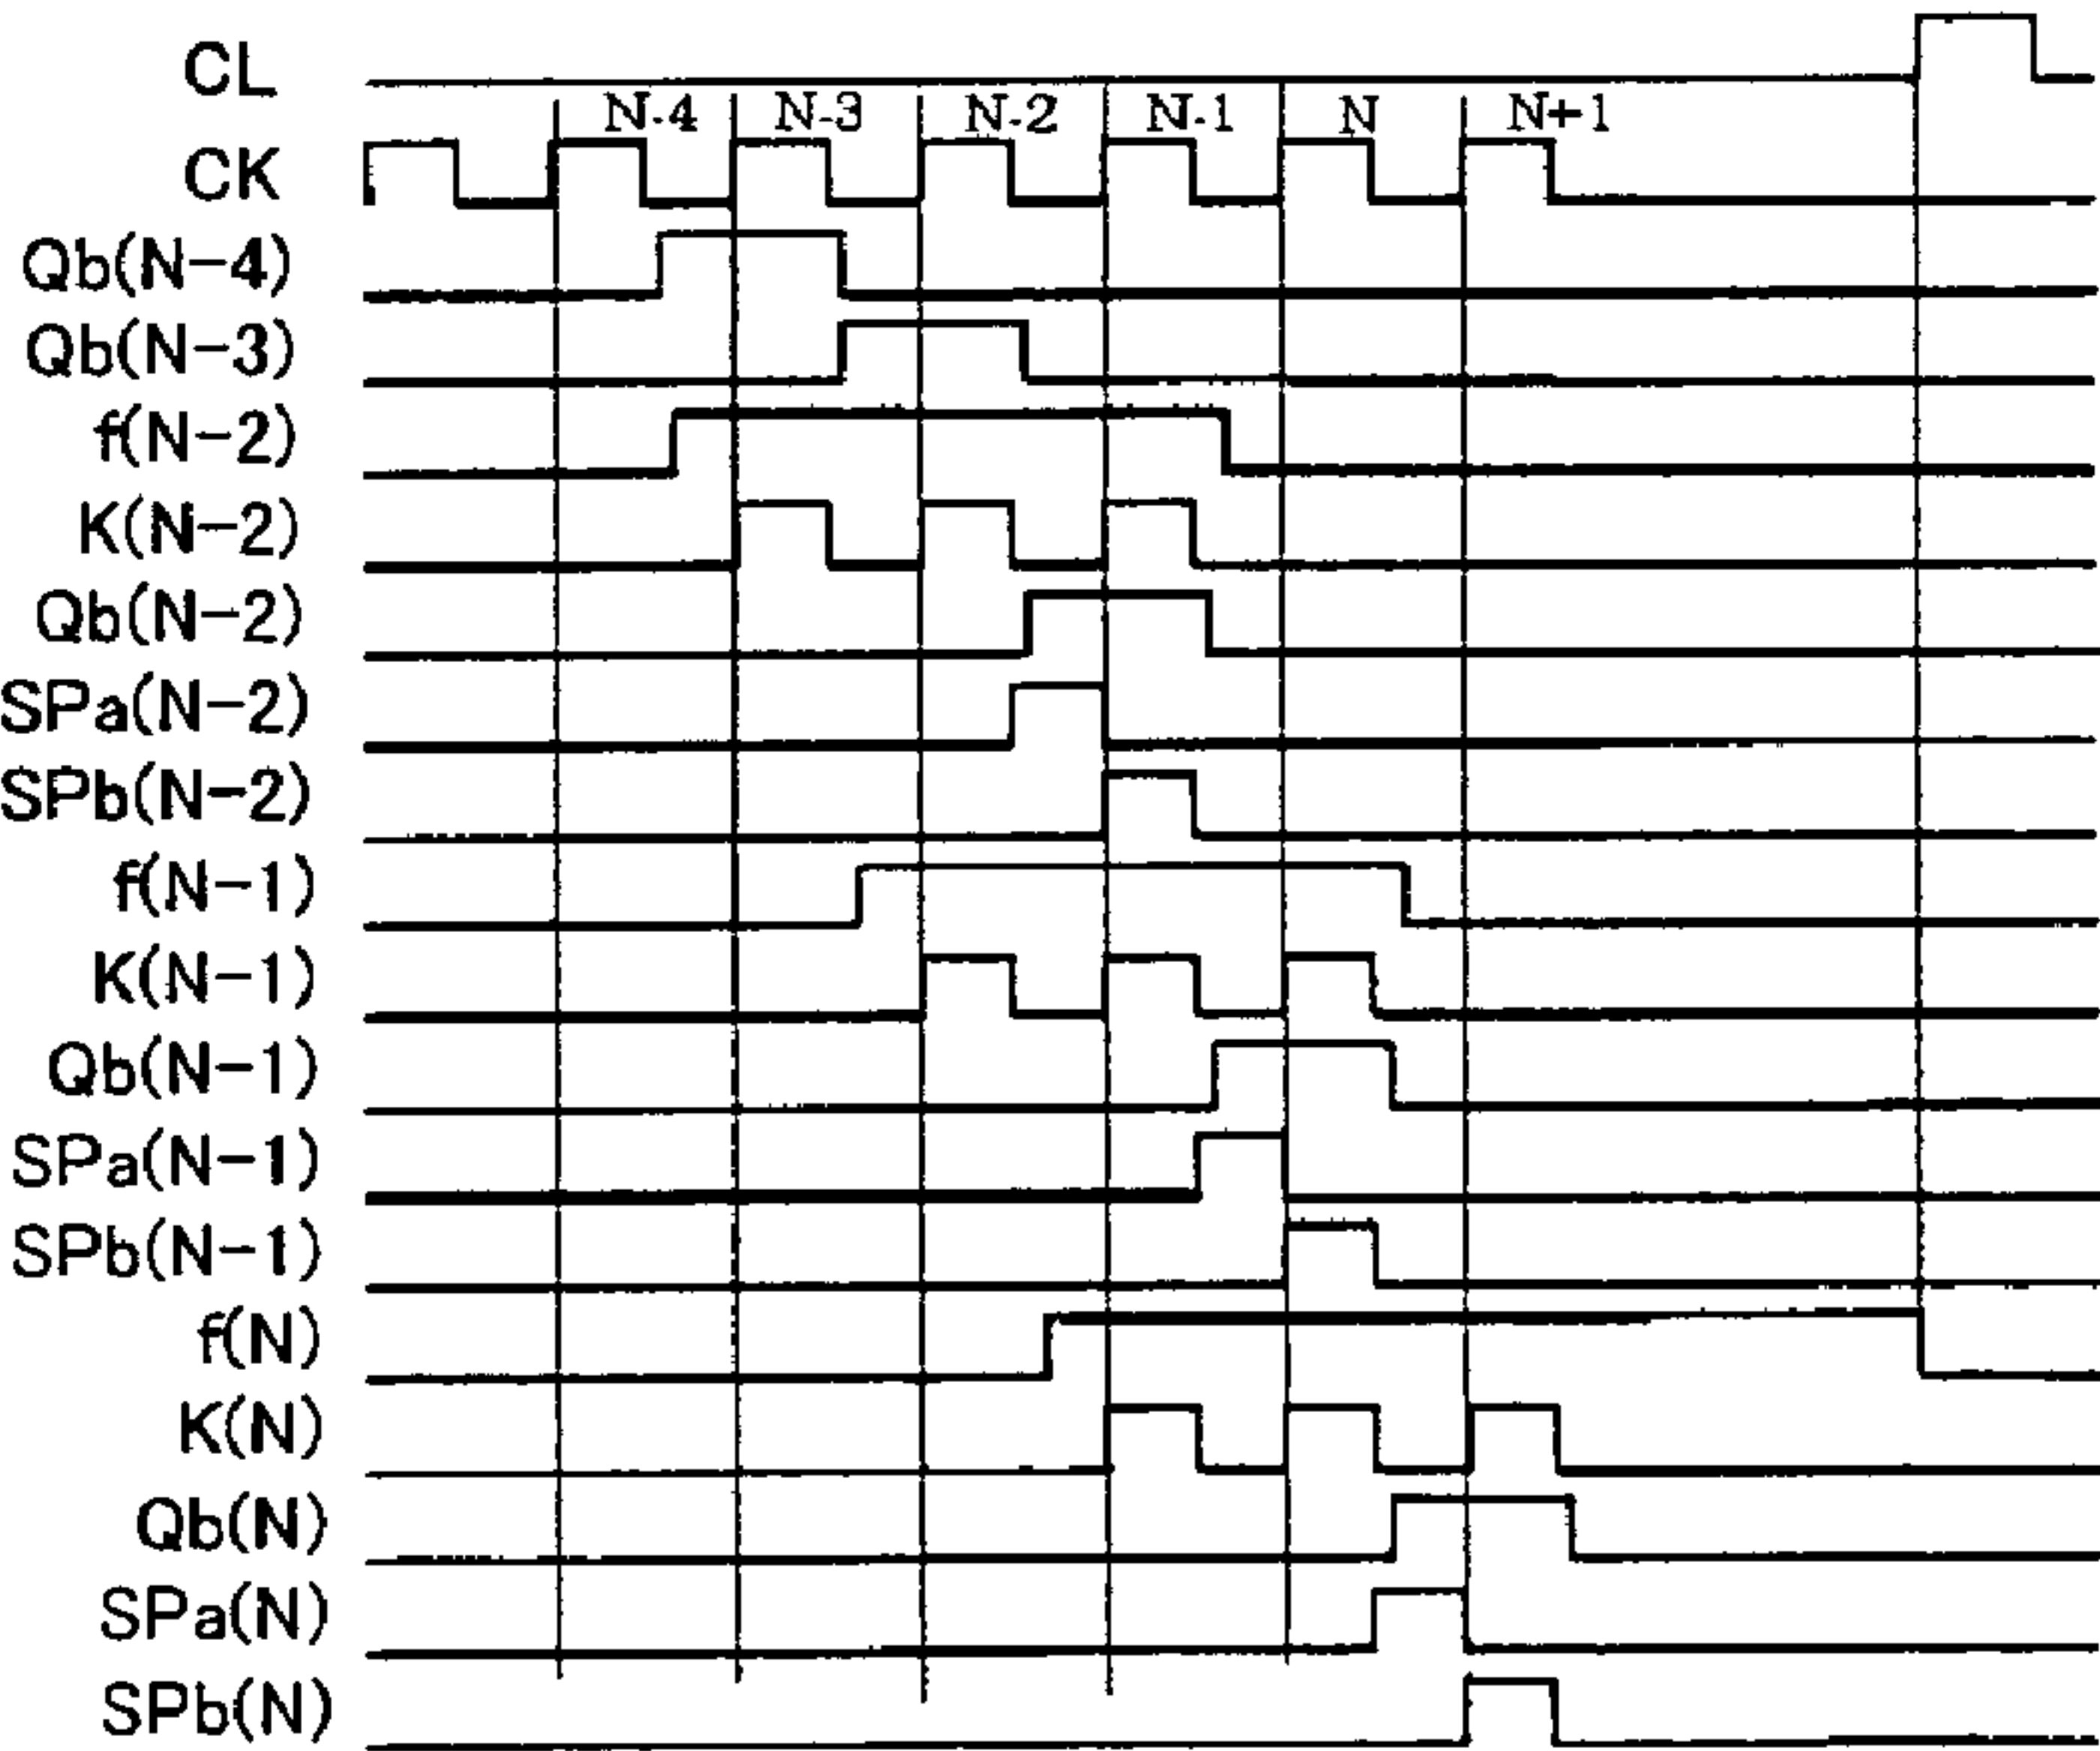 CL
N-4 N-3 N-2 N-1 N N+1
CK
Qb(N-4)
Qb(N-3)
f(N-2)
K(N-2)
Qb(N-2)
SPa(N-2)
SPb(N-2)
f(N-1)
K(N-1)
Qb(N-1)
SPa(N-1)
SPb(N-1)
f(N)
K(N)
Qb(N)
SPa(N)
SPb(N)